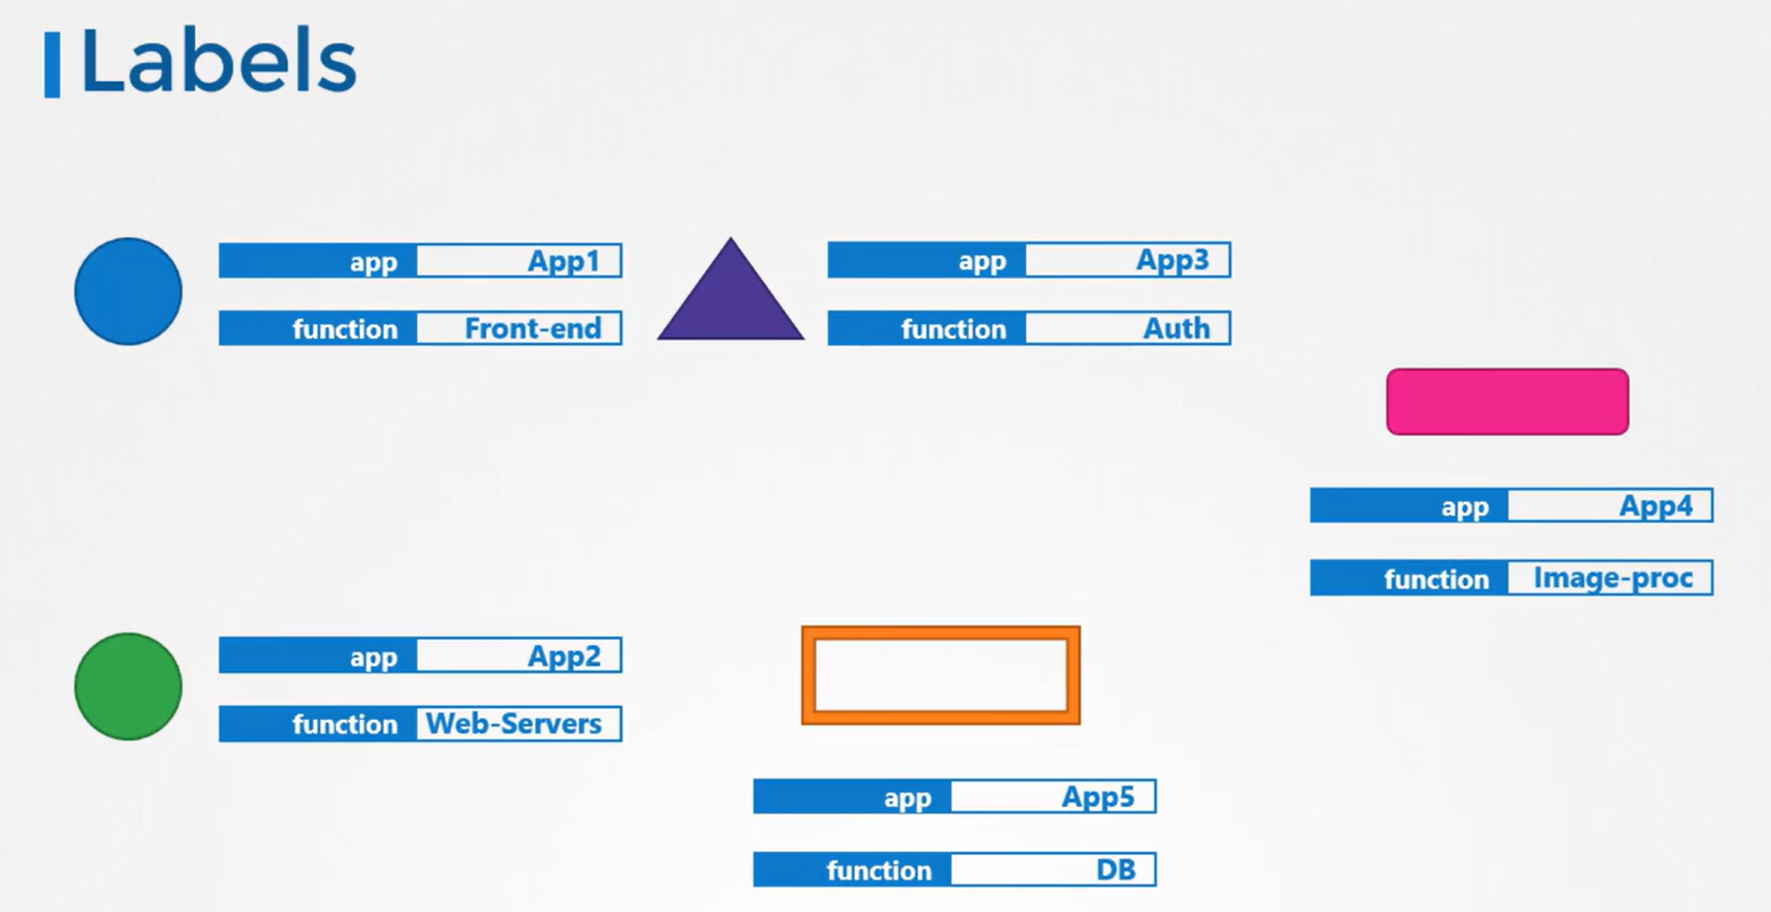 Labels
app App1
function Front-end
app App3
function Auth
app App4
function Image-proc
app App2
function Web-Servers
app App5
function DB